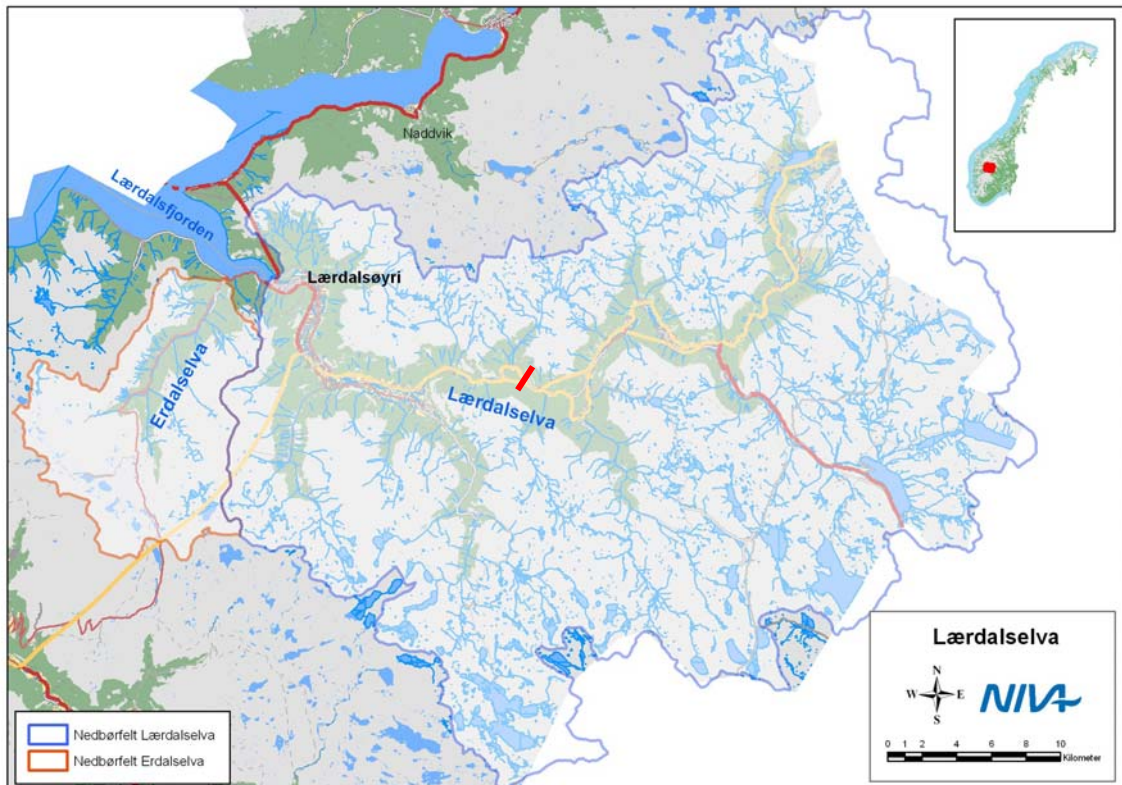 Naddvik
Lærdalsfjorden
Lærdalsøyri
Erdalselva
Lærdalselva
Lærdalselva
N
W E
S
NIVA
0 1 2 4 6 8 10
Kilometer
Nedbørfelt Lærdalselva
Nedbørfelt Erdalselva